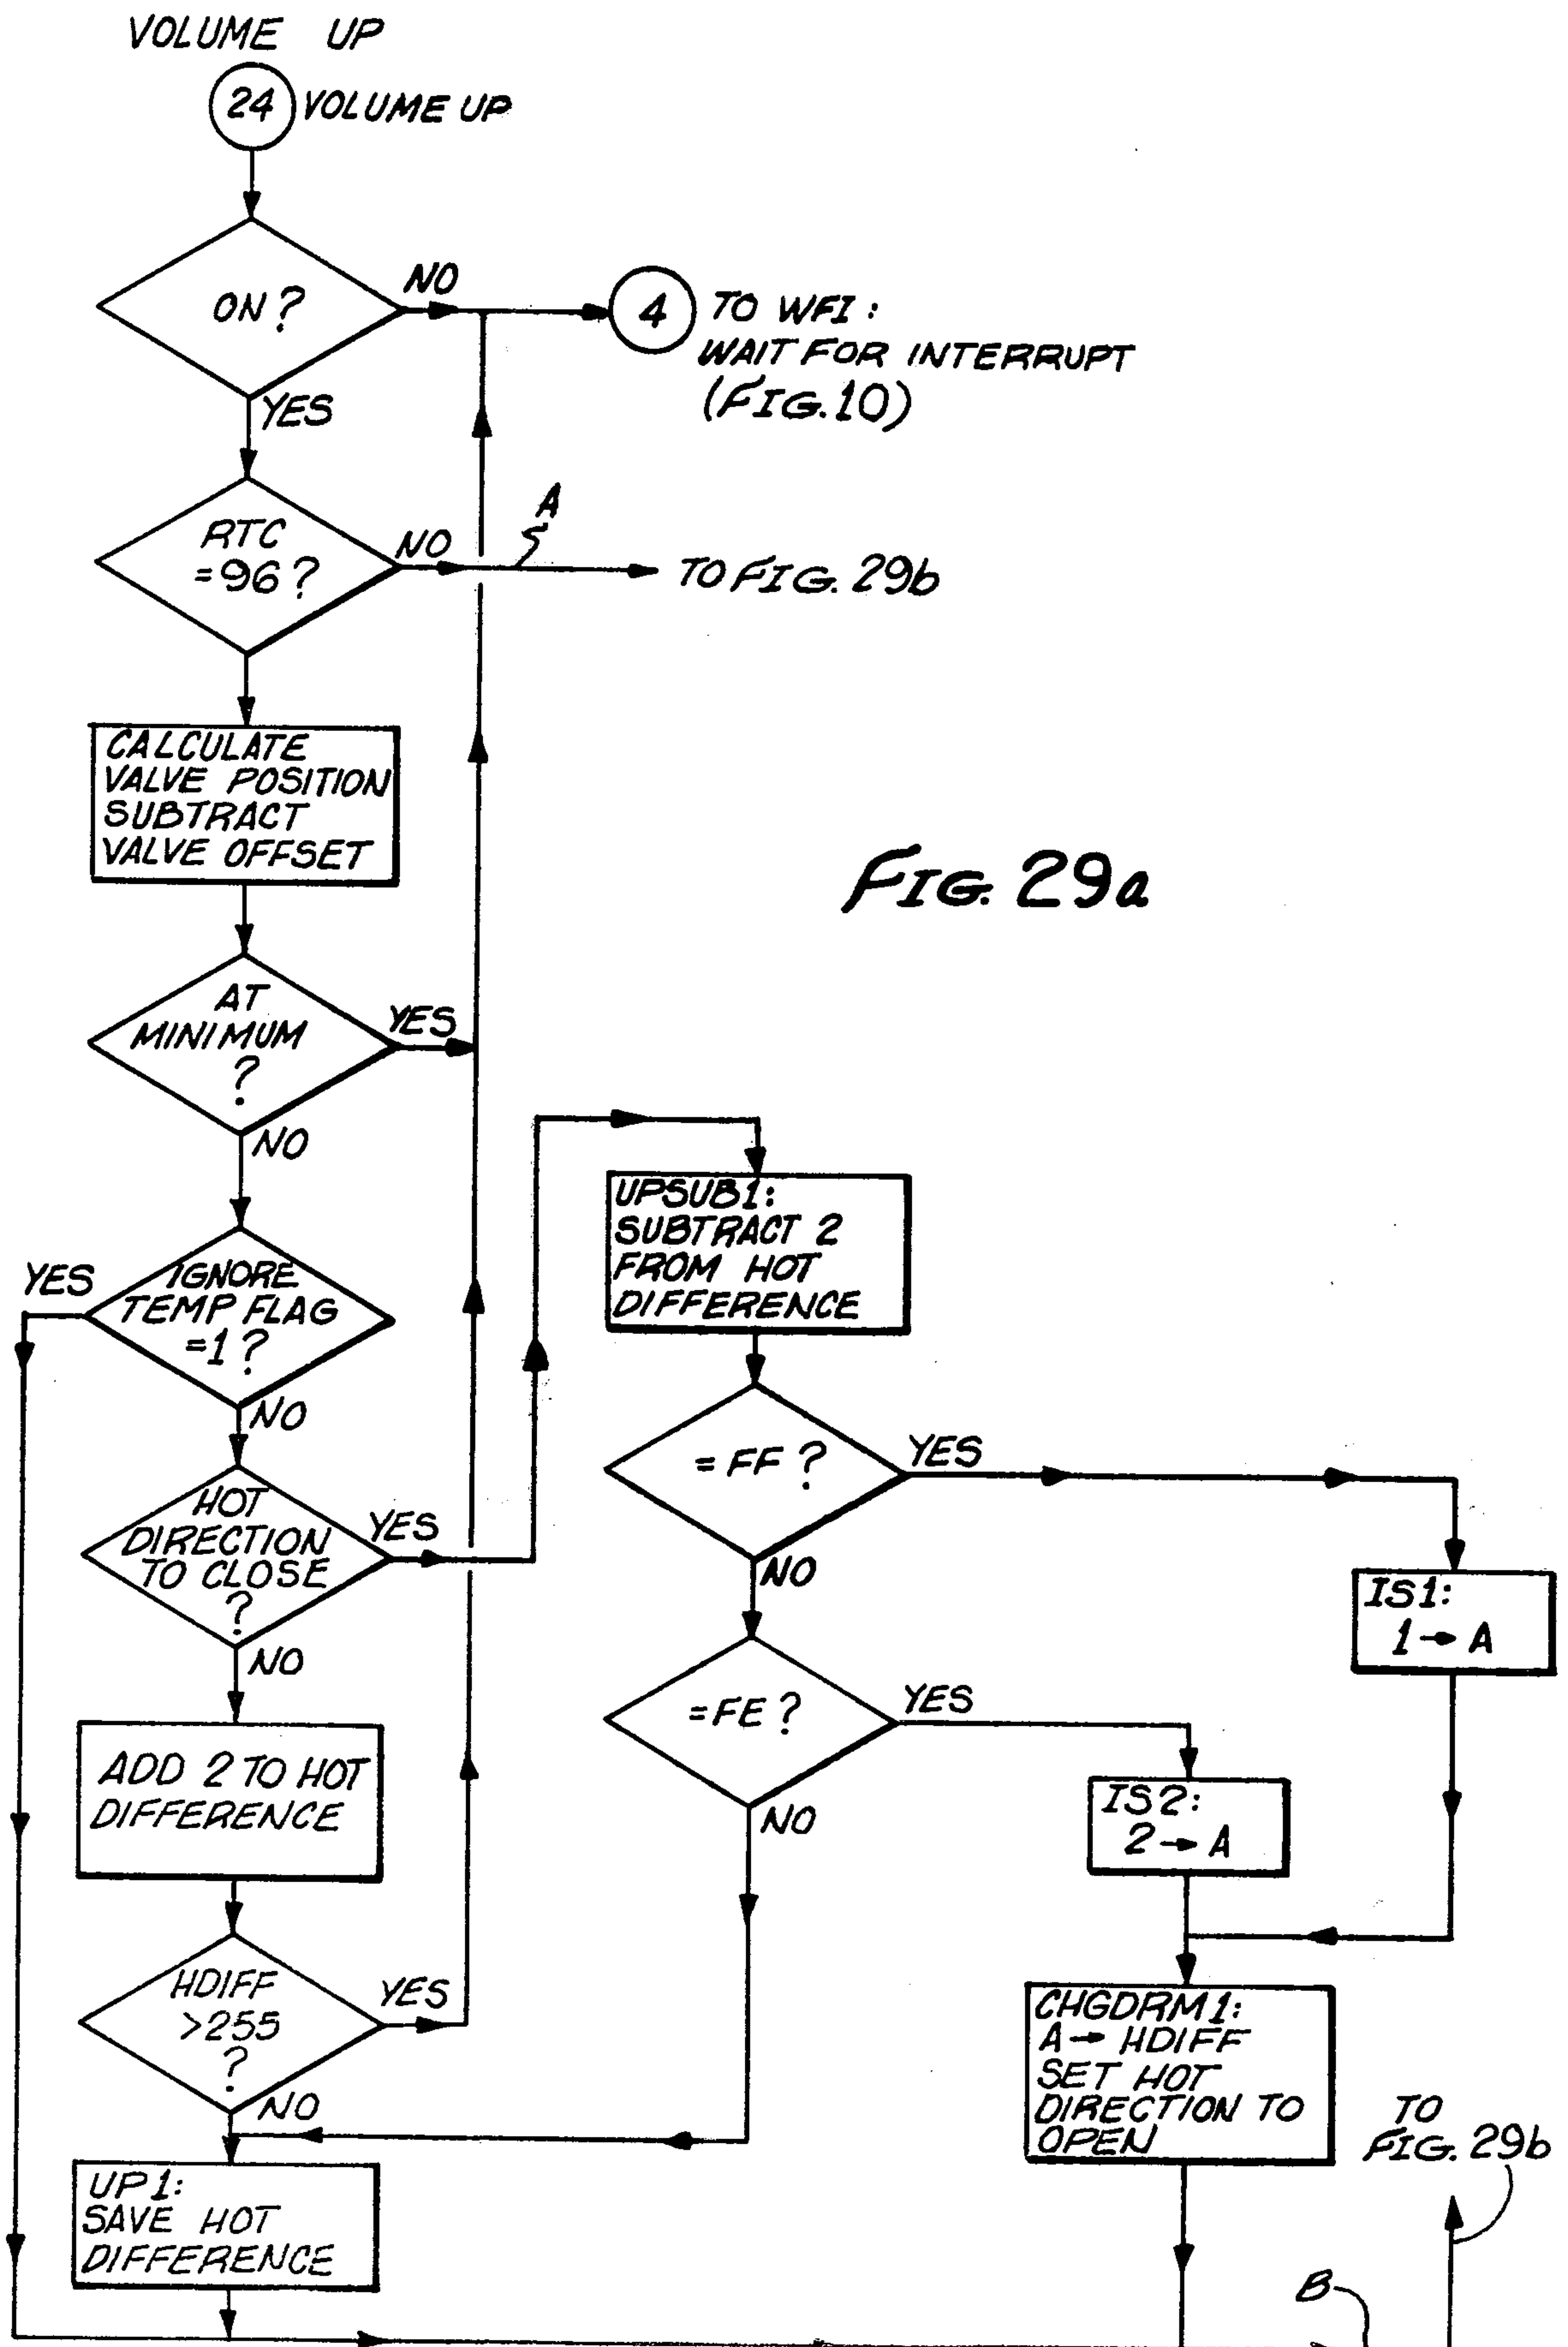 VOLUME UP
24 VOLUME UP
ON?
NO
4
TO WFI:
WAIT FOR INTERRUPT
(FIG.10)
YES
RTC
=96?
NO
A
TO FIG. 29b
CALCULATE
VALVE POSITION
SUBTRACT
VALVE OFFSET
FIG. 29a
AT
MINIMUM
?
YES
NO
IGNORE
TEMP FLAG
=1?
YES
NO
HOT
DIRECTION
TO CLOSE
?
YES
NO
ADD 2 TO HOT
DIFFERENCE
HDIFF
>255
?
YES
NO
UP1:
SAVE HOT
DIFFERENCE
UPSUB1:
SUBTRACT 2
FROM HOT
DIFFERENCE
=FF?
YES
NO
IS1:
1→A
=FE?
YES
NO
IS2:
2→A
CHGDRM1:
A→HDIFF
SET HOT
DIRECTION TO
OPEN
TO
FIG. 29b
B